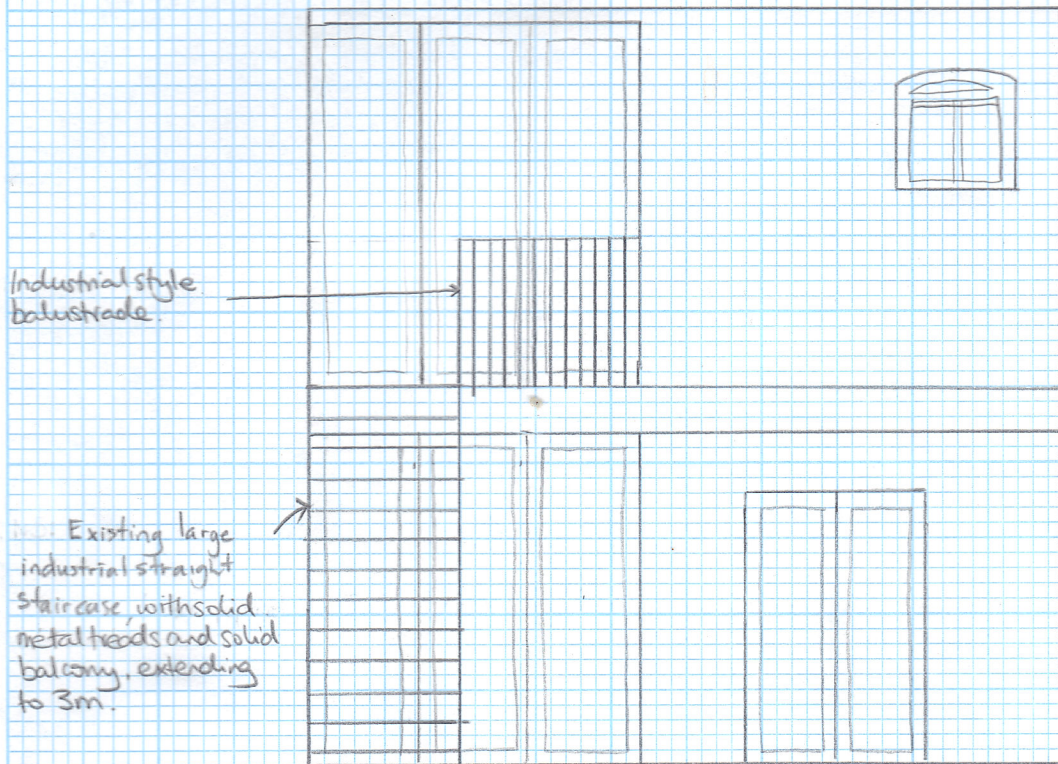 Industrial style
balustrade.
Existing large
industrial straight
staircase, with solid
metal treads and solid
balcony, extending
to 3m.